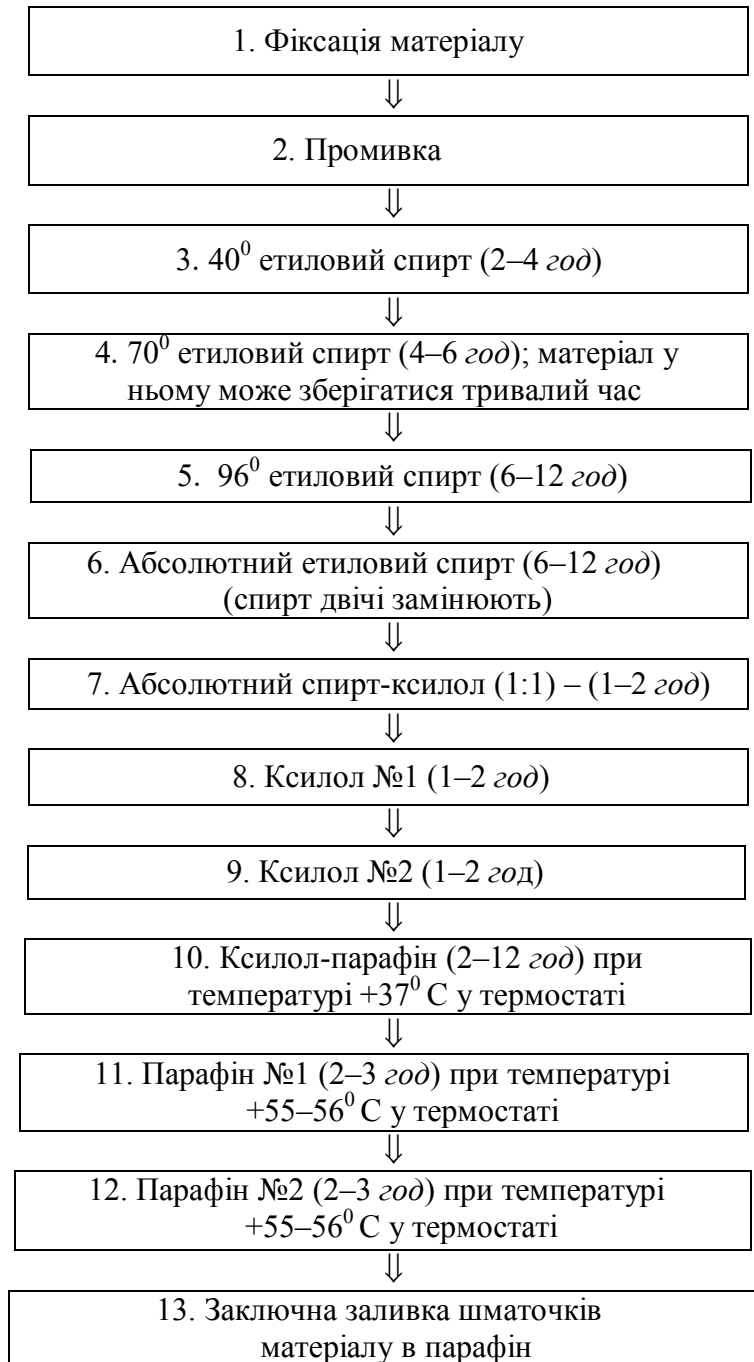 1. Фіксація матеріалу
⇓
2. Промивка
⇓
3. 40⁰ етиловий спирт (2–4 год)
⇓
4. 70⁰ етиловий спирт (4–6 год); матеріал у
ньому може зберігатися тривалий час
⇓
5. 96⁰ етиловий спирт (6–12 год)
⇓
6. Абсолютний етиловий спирт (6–12 год)
(спирт двічі замінюють)
⇓
7. Абсолютний спирт-ксилол (1:1) – (1–2 год)
⇓
8. Ксилол №1 (1–2 год)
⇓
9. Ксилол №2 (1–2 год)
⇓
10. Ксилол-парафін (2–12 год) при
температурі +37⁰ С у термостаті
⇓
11. Парафін №1 (2–3 год) при температурі
+55–56⁰ С у термостаті
⇓
12. Парафін №2 (2–3 год) при температурі
+55–56⁰ С у термостаті
⇓
13. Заключна заливка шматочків
матеріалу в парафін